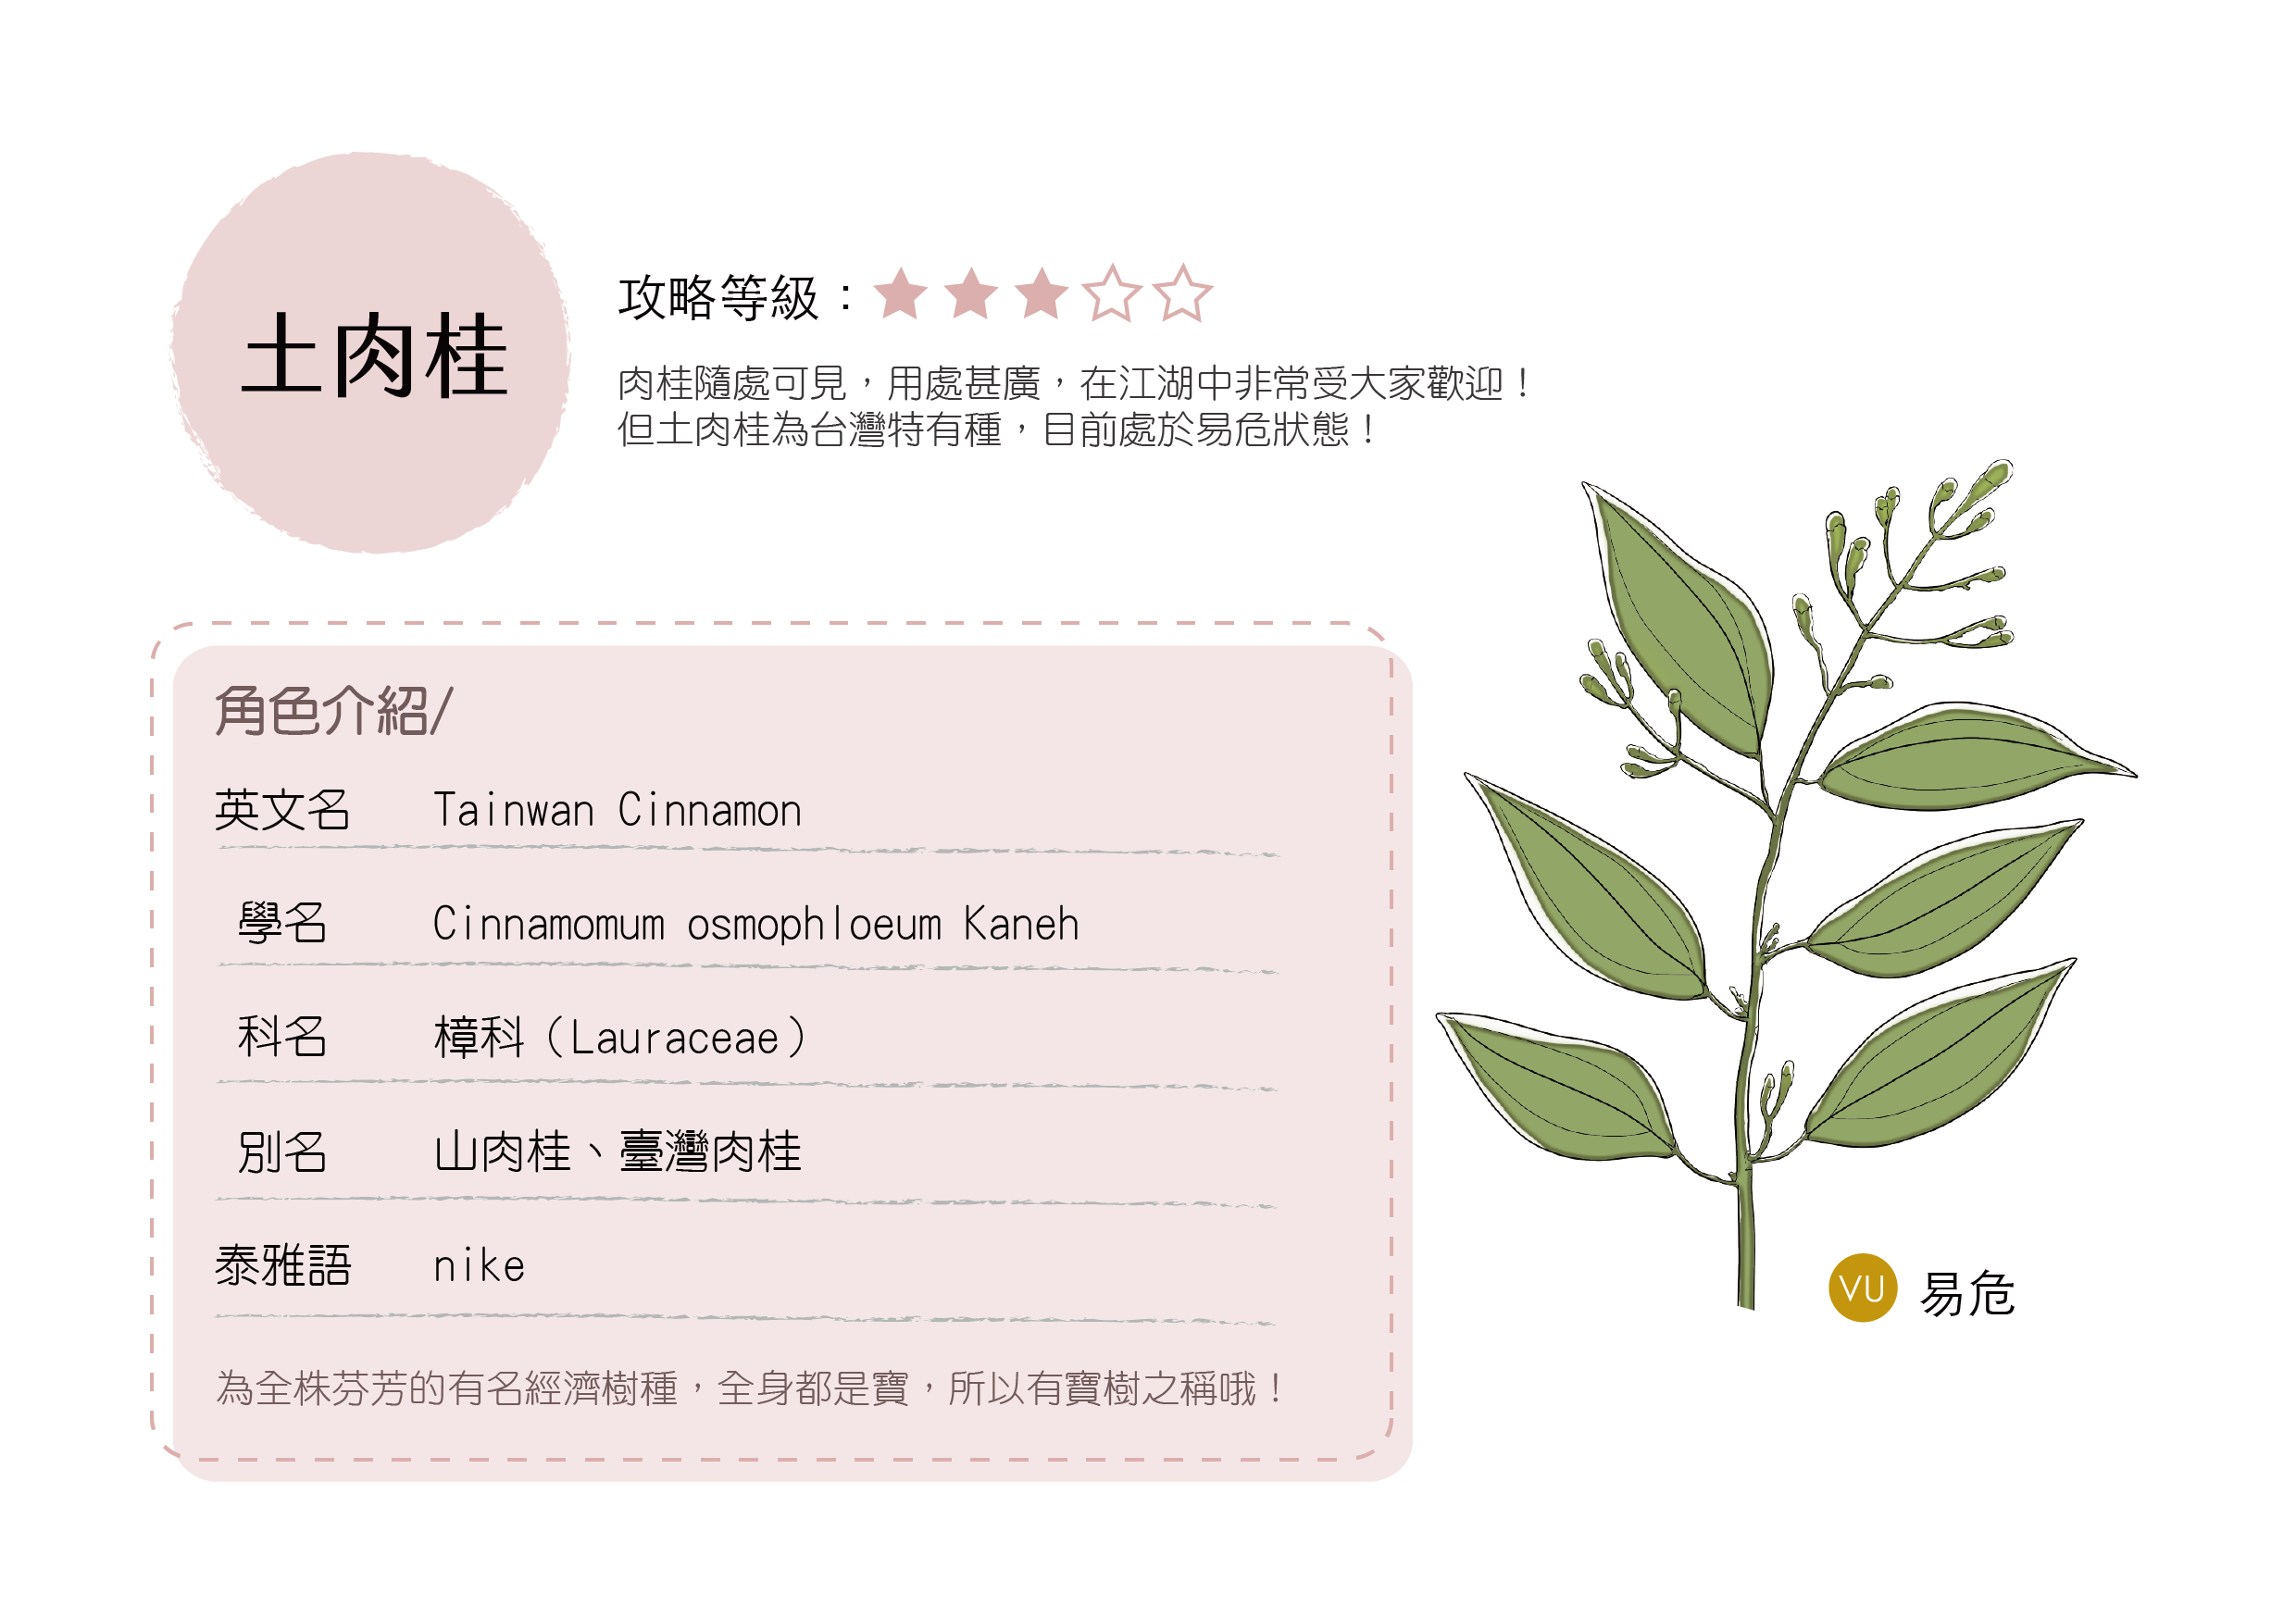 土肉桂
攻略等級：★★★☆☆
肉桂隨處可見，用處甚廣，在江湖中非常受大家歡迎！
但土肉桂為台灣特有種，目前處於易危狀態！
角色介紹/
英文名 Tainwan Cinnamon
學名 Cinnamomum osmophloeum Kaneh
科名 樟科（Lauraceae）
別名 山肉桂、臺灣肉桂
泰雅語 nike
為全株芬芳的有名經濟樹種，全身都是寶，所以有寶樹之稱哦！
VU 易危